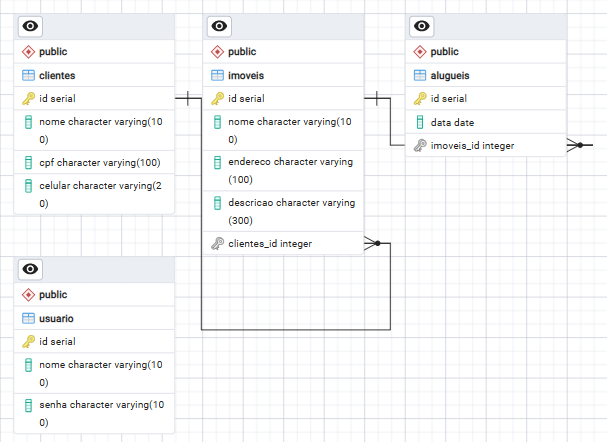 public
clientes
id serial
nome character varying(10
0)
cpf character varying(100)
celular character varying(2
0)
public
imoveis
id serial
nome character varying(10
0)
endereco character varying
(100)
descricao character varying
(300)
clientes_id integer
public
alugueis
id serial
data date
imoveis_id integer
public
usuario
id serial
nome character varying(10
0)
senha character varying(10
0)